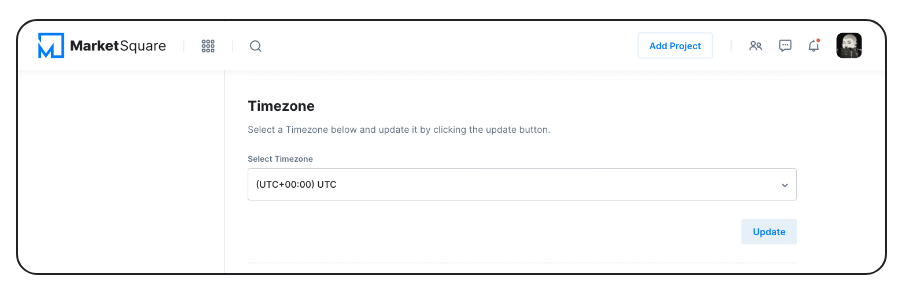 MarketSquare
Add Project
Timezone
Select a Timezone below and update it by clicking the update button.
Select Timezone
(UTC+00:00) UTC
Update